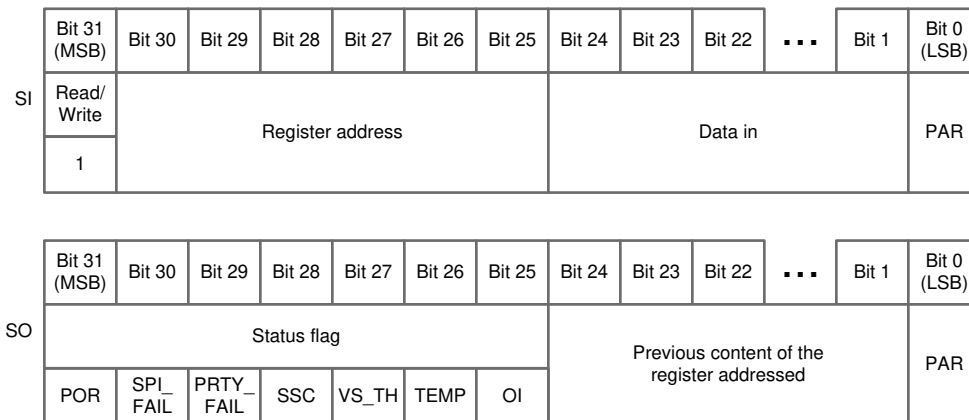 Bit 31 (MSB) Bit 30 Bit 29 Bit 28 Bit 27 Bit 26 Bit 25 Bit 24 Bit 23 Bit 22 ... Bit 1 Bit 0 (LSB)
SI
Read/
Write
1
Register address
Data in
PAR
Bit 31 (MSB) Bit 30 Bit 29 Bit 28 Bit 27 Bit 26 Bit 25 Bit 24 Bit 23 Bit 22 ... Bit 1 Bit 0 (LSB)
SO
Status flag
POR SPI_FAIL PRTY_FAIL SSC VS_TH TEMP OI
Previous content of the
register addressed
PAR